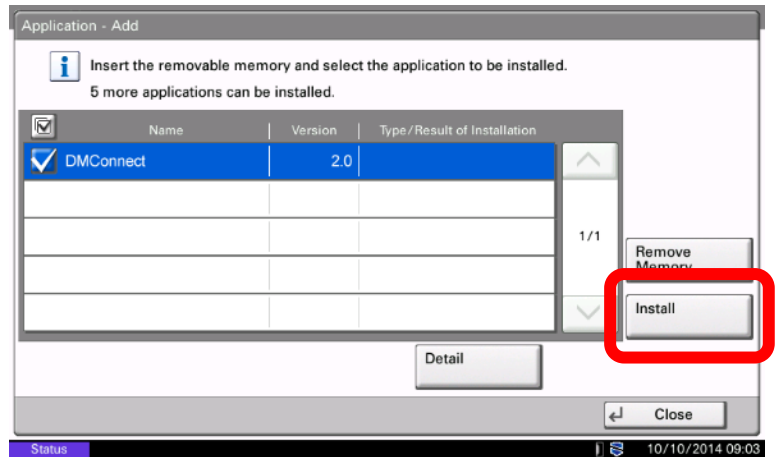 Application - Add
Insert the removable memory and select the application to be installed.
5 more applications can be installed.
Name Version Type/Result of Installation
DMConnect 2.0
1/1
Remove
Memory
Install
Detail
Close
Status 10/10/2014 09:03